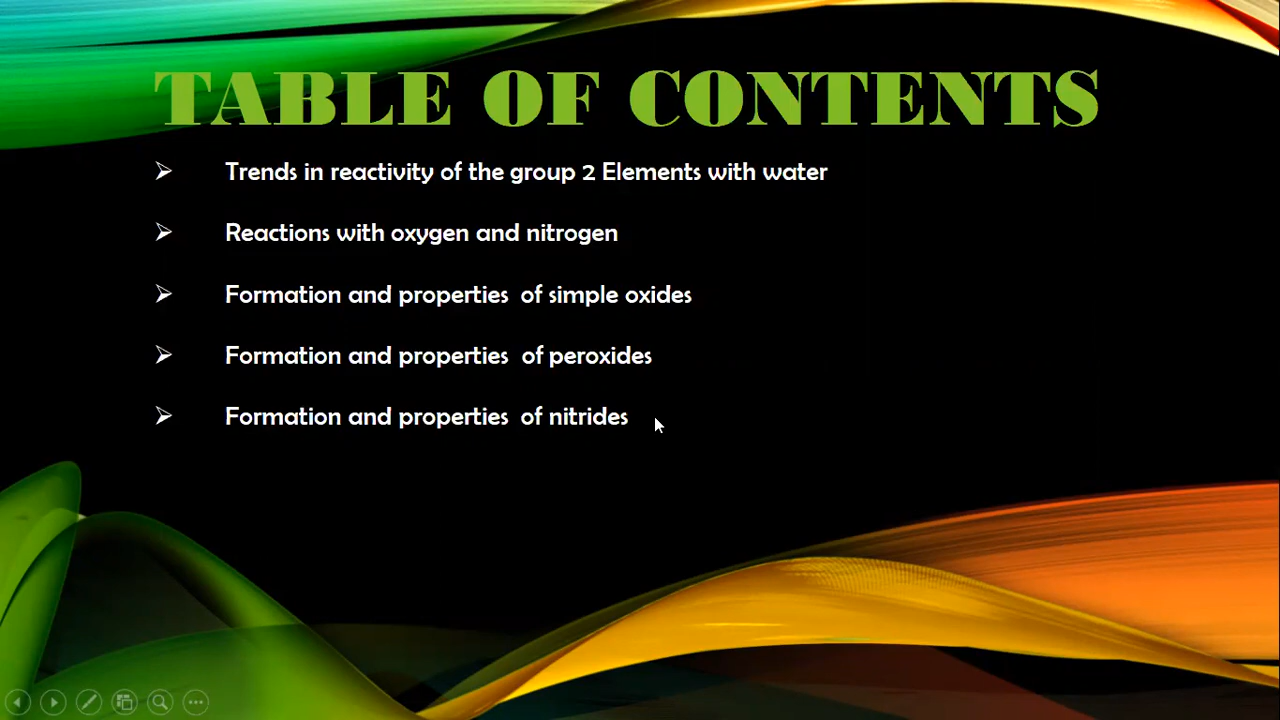 TABLE OF CONTENTS
Trends in reactivity of the group 2 Elements with water
Reactions with oxygen and nitrogen
Formation and properties of simple oxides
Formation and properties of peroxides
Formation and properties of nitrides